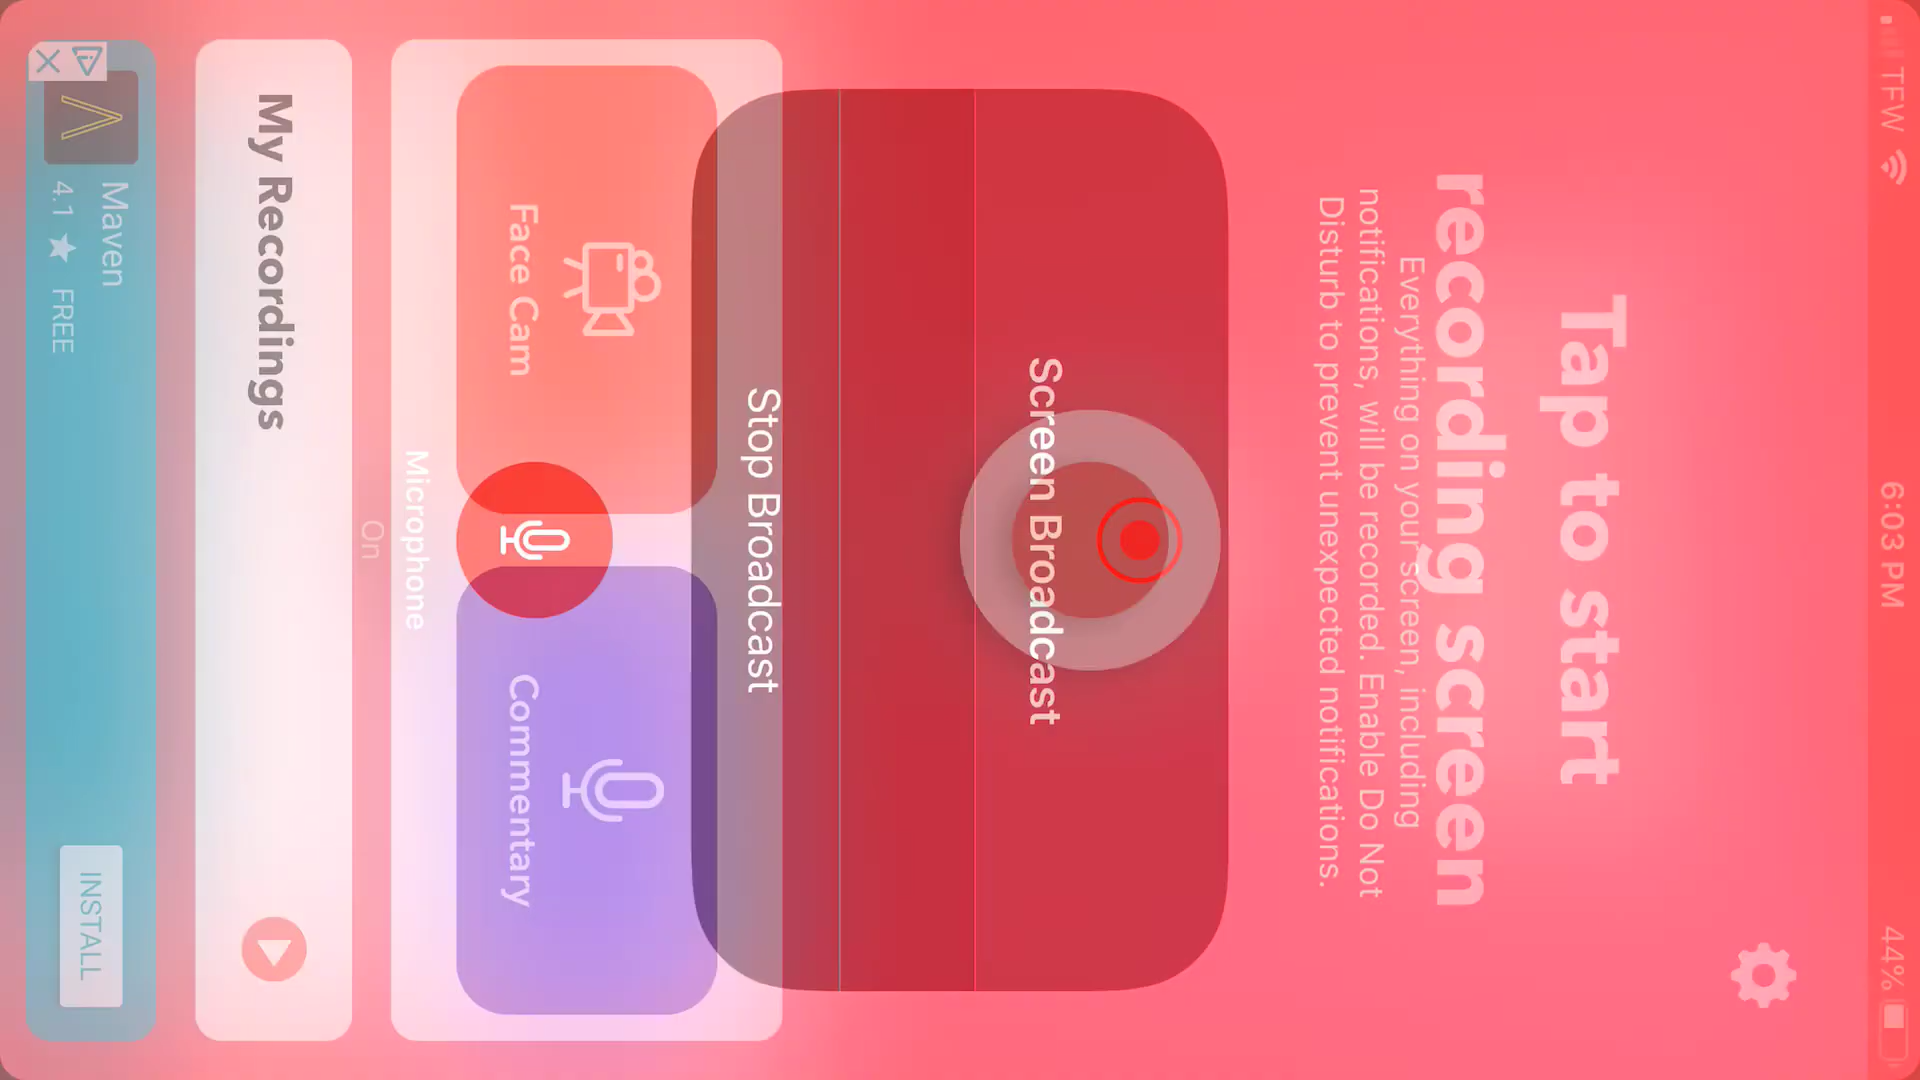 TFW 6:03 PM 44%
Tap to start
recording screen
Everything on your screen, including
notifications, will be recorded. Enable Do Not
Disturb to prevent unexpected notifications.
Screen Broadcast
Stop Broadcast
Face Cam
Commentary
Microphone
On
My Recordings
Maven
4.1 ★ FREE
INSTALL